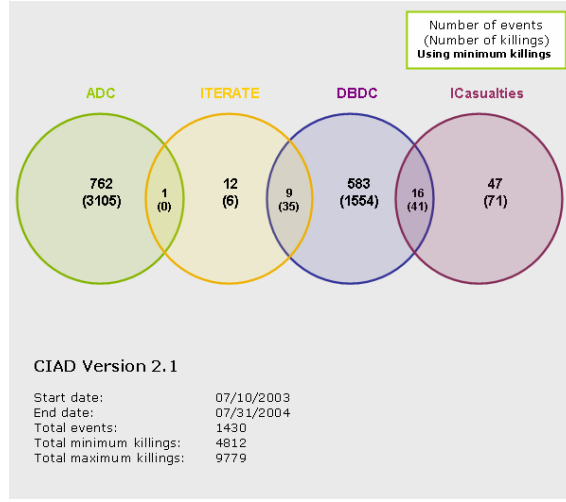 Number of events
(Number of killings)
Using minimum killings
ADC ITERATE DBDC ICasualties
762 1 12 9 583 16 47
(3105) (0) (6) (35) (1554) (41) (71)
CIAD Version 2.1
Start date: 07/10/2003
End date: 07/31/2004
Total events: 1430
Total minimum killings: 4812
Total maximum killings: 9779